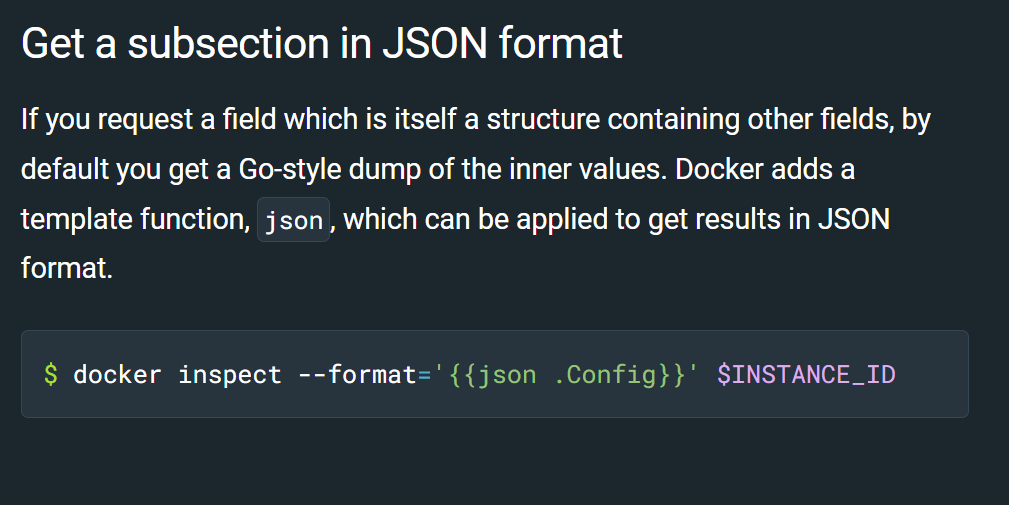 Get a subsection in JSON format
If you request a field which is itself a structure containing other fields, by
default you get a Go-style dump of the inner values. Docker adds a
template function, json, which can be applied to get results in JSON
format.
$ docker inspect --format='{{json .Config}}' $INSTANCE_ID